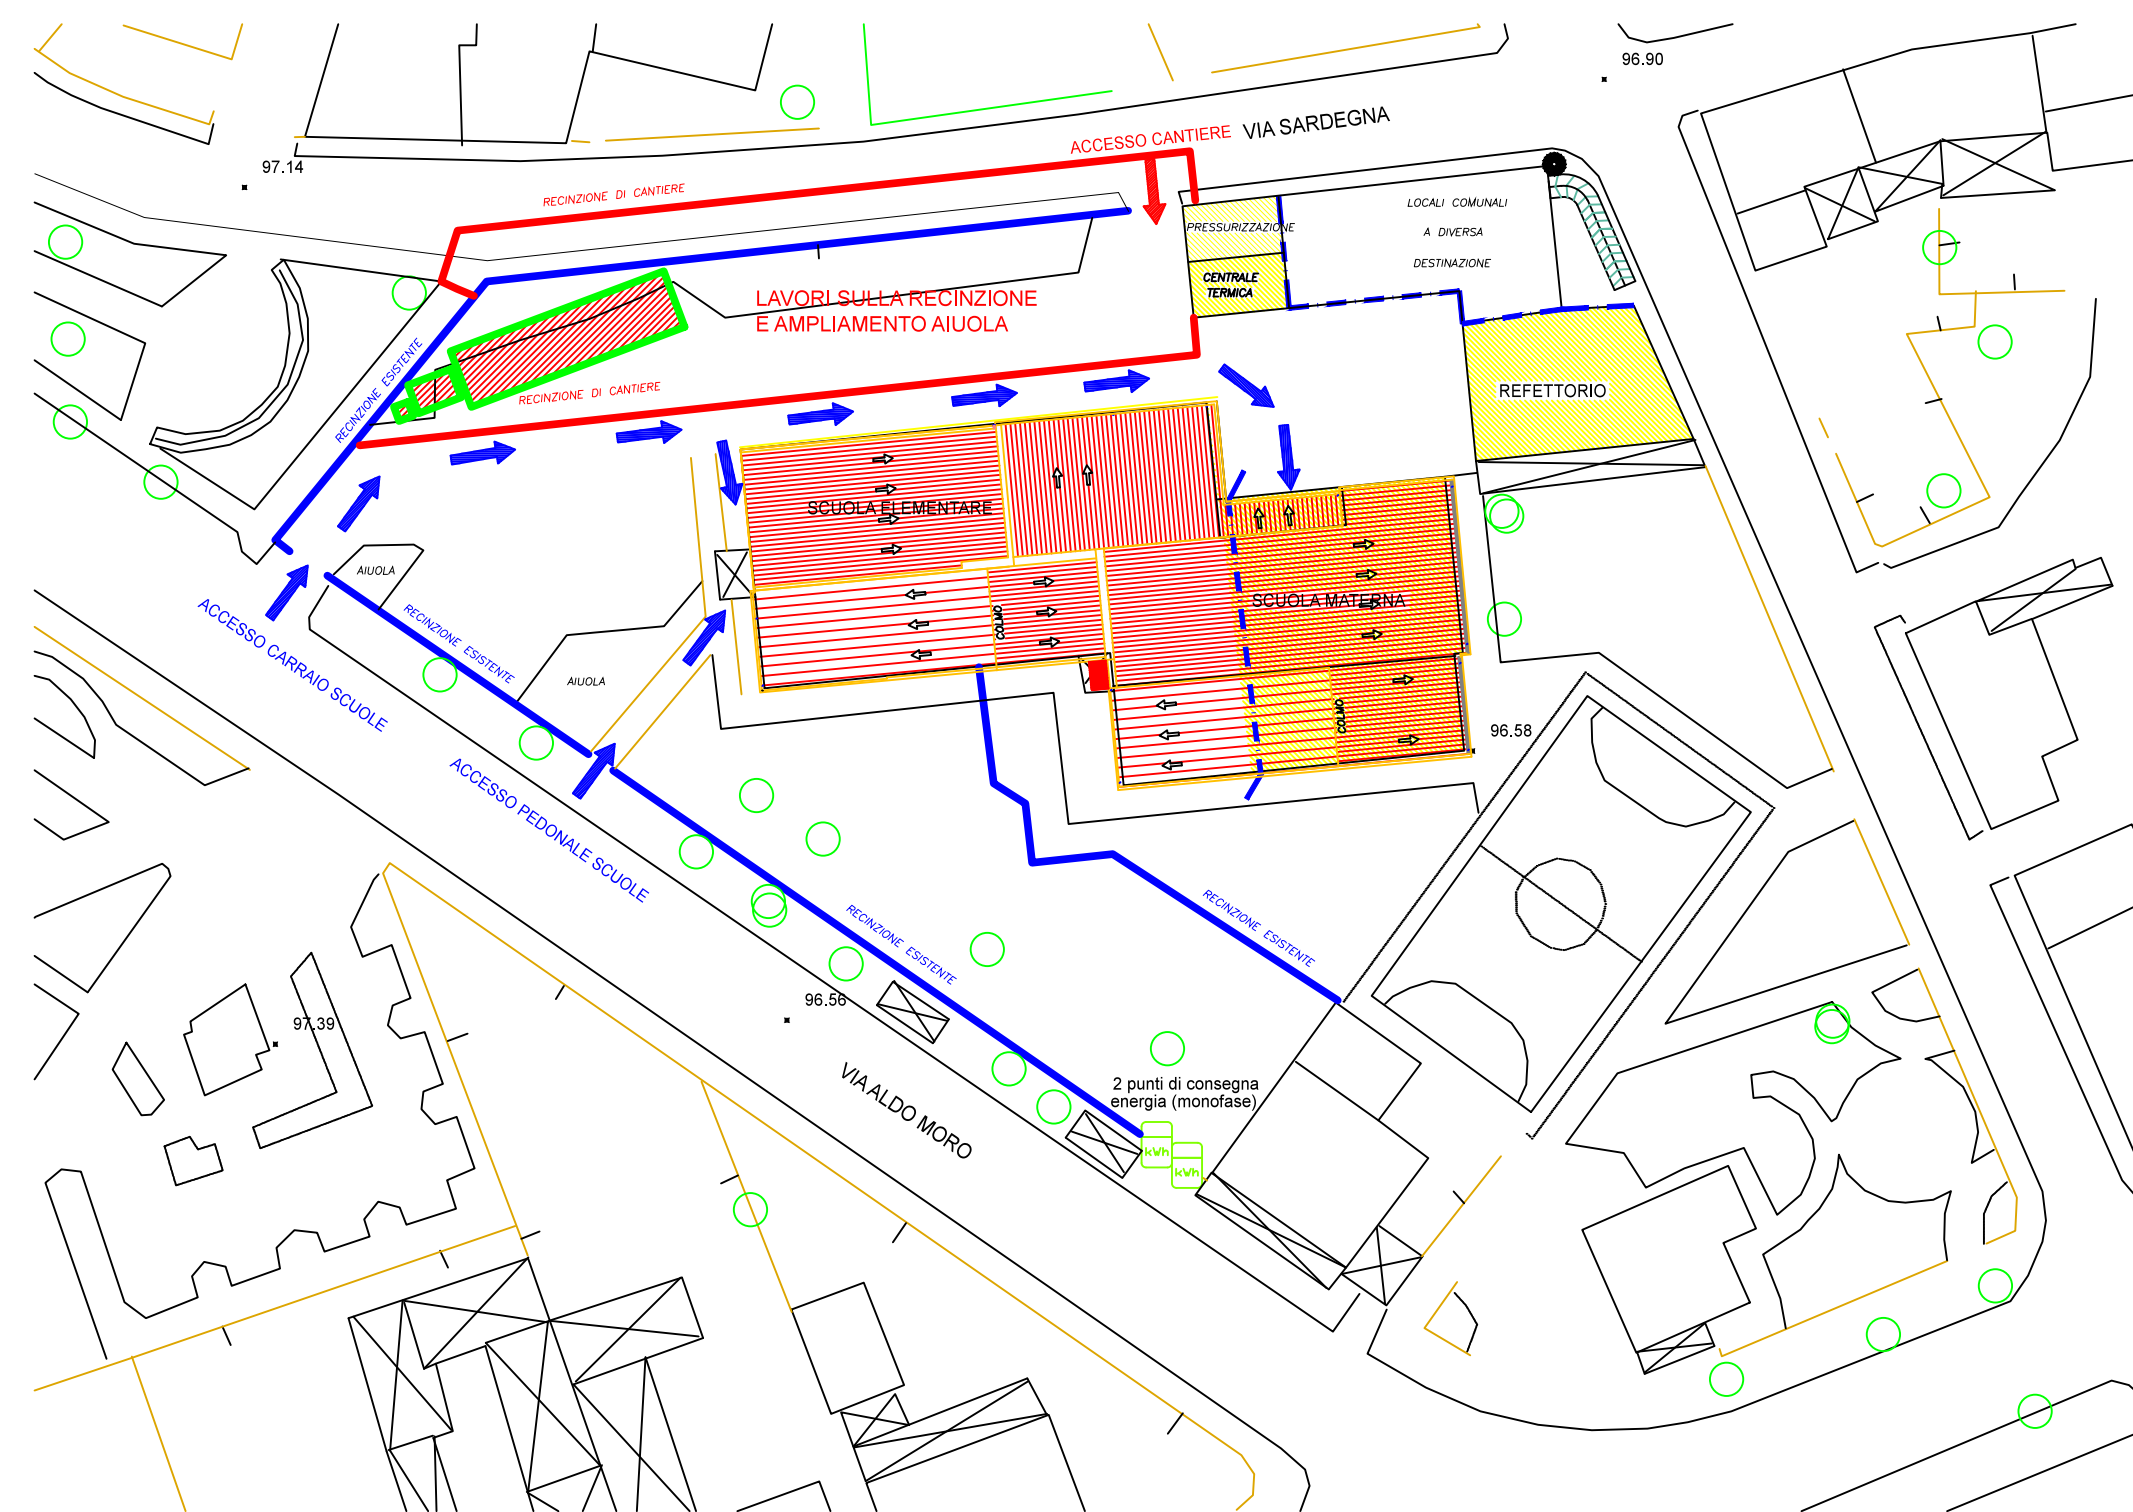 96.90
VIA SARDEGNA
ACCESSO CANTIERE
97.14
RECINZIONE DI CANTIERE
LOCALI COMUNALI
A DIVERSA
DESTINAZIONE
PRESSURIZZAZIONE
CENTRALE
TERMICA
LAVORI SULLA RECINZIONE
E AMPLIAMENTO AIUOLA
RECINZIONE ESISTENTE
RECINZIONE DI CANTIERE
REFETTORIO
SCUOLA ELEMENTARE
AIUOLA
SCUOLA MATERNA
COLMO
RECINZIONE ESISTENTE
ACCESSO CARRAIO SCUOLE
AIUOLA
COLMO
96.58
ACCESSO PEDONALE SCUOLE
RECINZIONE ESISTENTE
RECINZIONE ESISTENTE
96.56
97.39
VIA ALDO MORO
2 punti di consegna
energia (monofase)
kWh
kWh